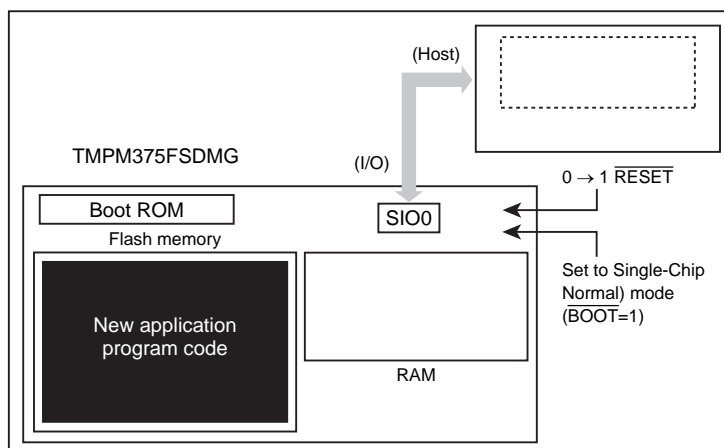 (Host)
TMPM375FSDMG
(I/O)
0 → 1 RESET
Boot ROM
SIO0
Flash memory
Set to Single-Chip
Normal) mode
(BOOT=1)
New application
program code
RAM